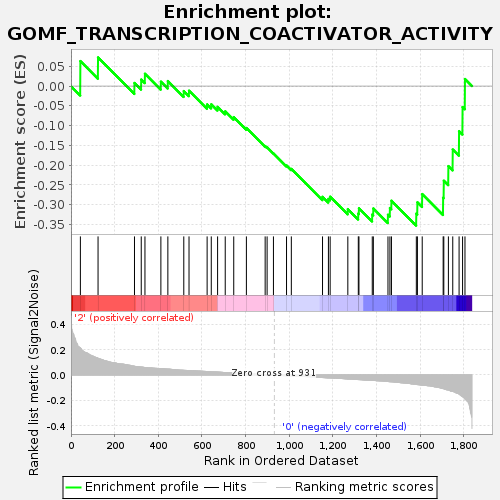 Enrichment plot:
GOMF_TRANSCRIPTION_COACTIVATOR_ACTIVITY
Enrichment score (ES)
0.05
0.00
-0.05
-0.10
-0.15
-0.20
-0.25
-0.30
-0.35
'2' (positively correlated)
Ranked list metric (Signal2Noise)
0.4
0.2
0.0
-0.2
-0.4
Zero cross at 931
'0' (negatively correlated)
0 200 400 600 800 1,000 1,200 1,400 1,600 1,800
Rank in Ordered Dataset
Enrichment profile Hits Ranking metric scores